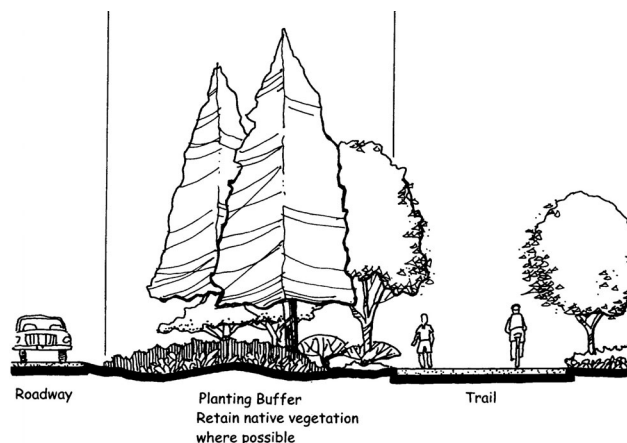 Roadway
Planting Buffer
Retain native vegetation
where possible
Trail